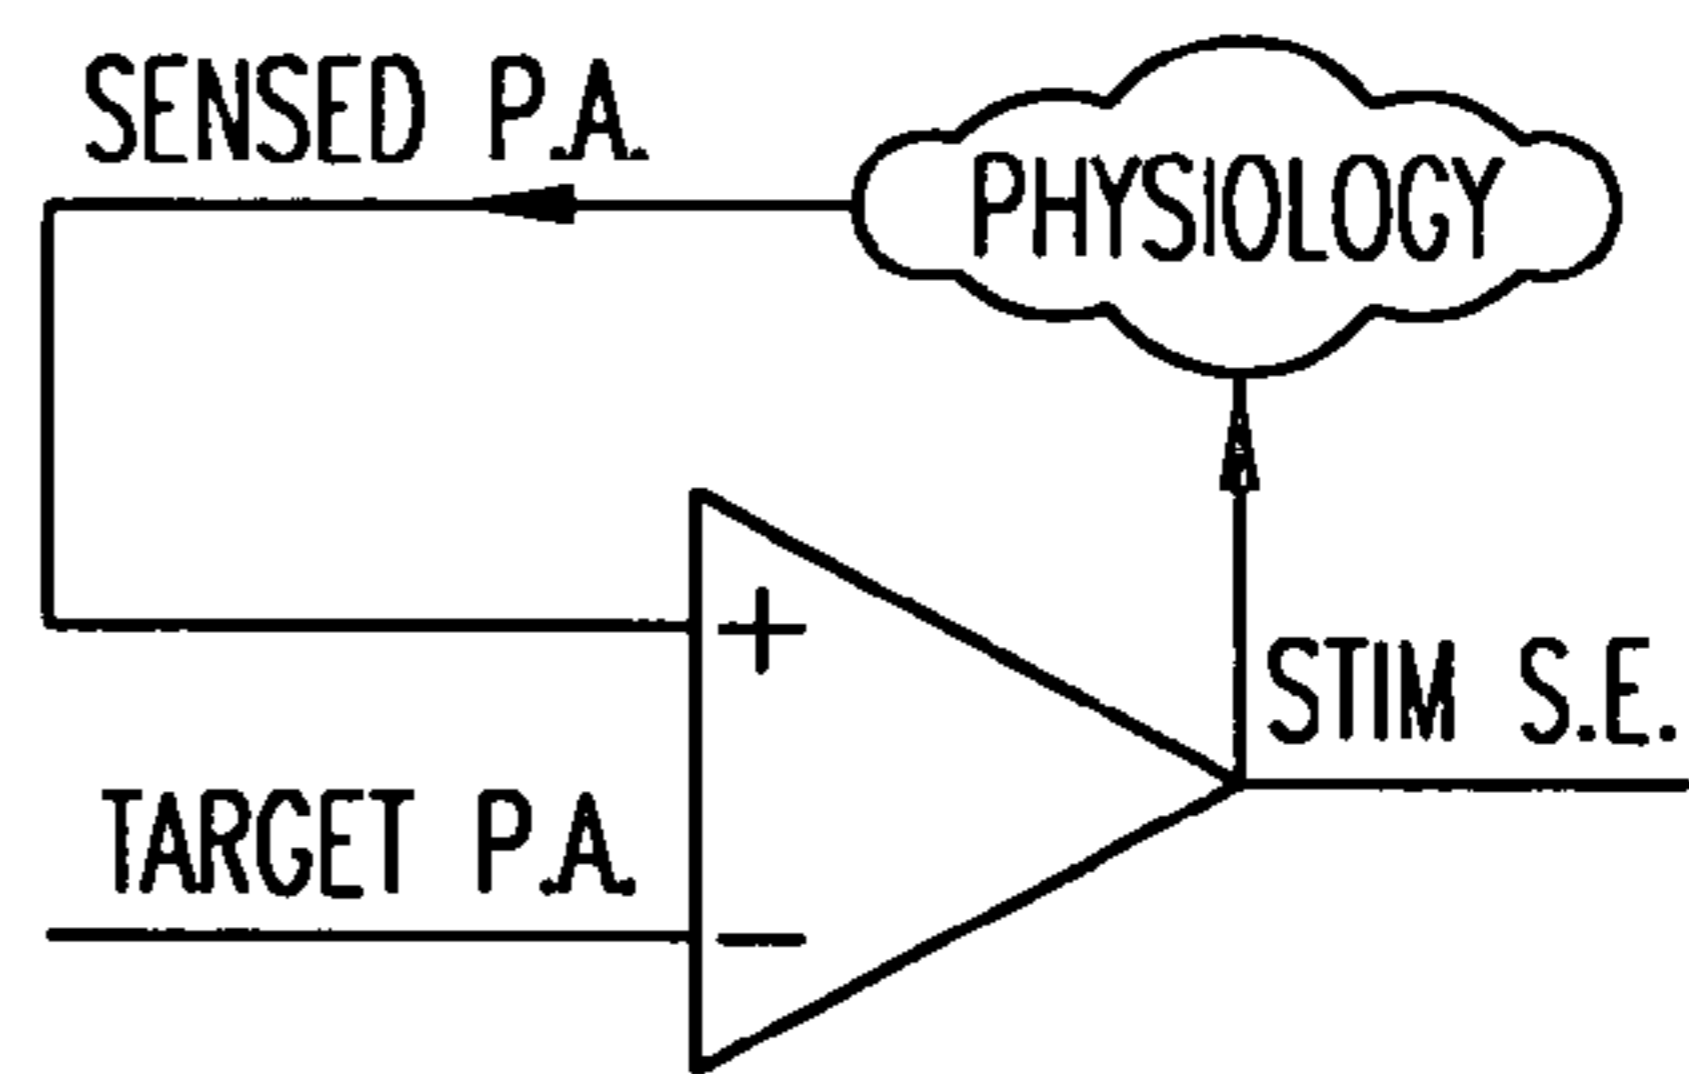 SENSED P.A.
PHYSIOLOGY
+
STIM S.E.
TARGET P.A.
−